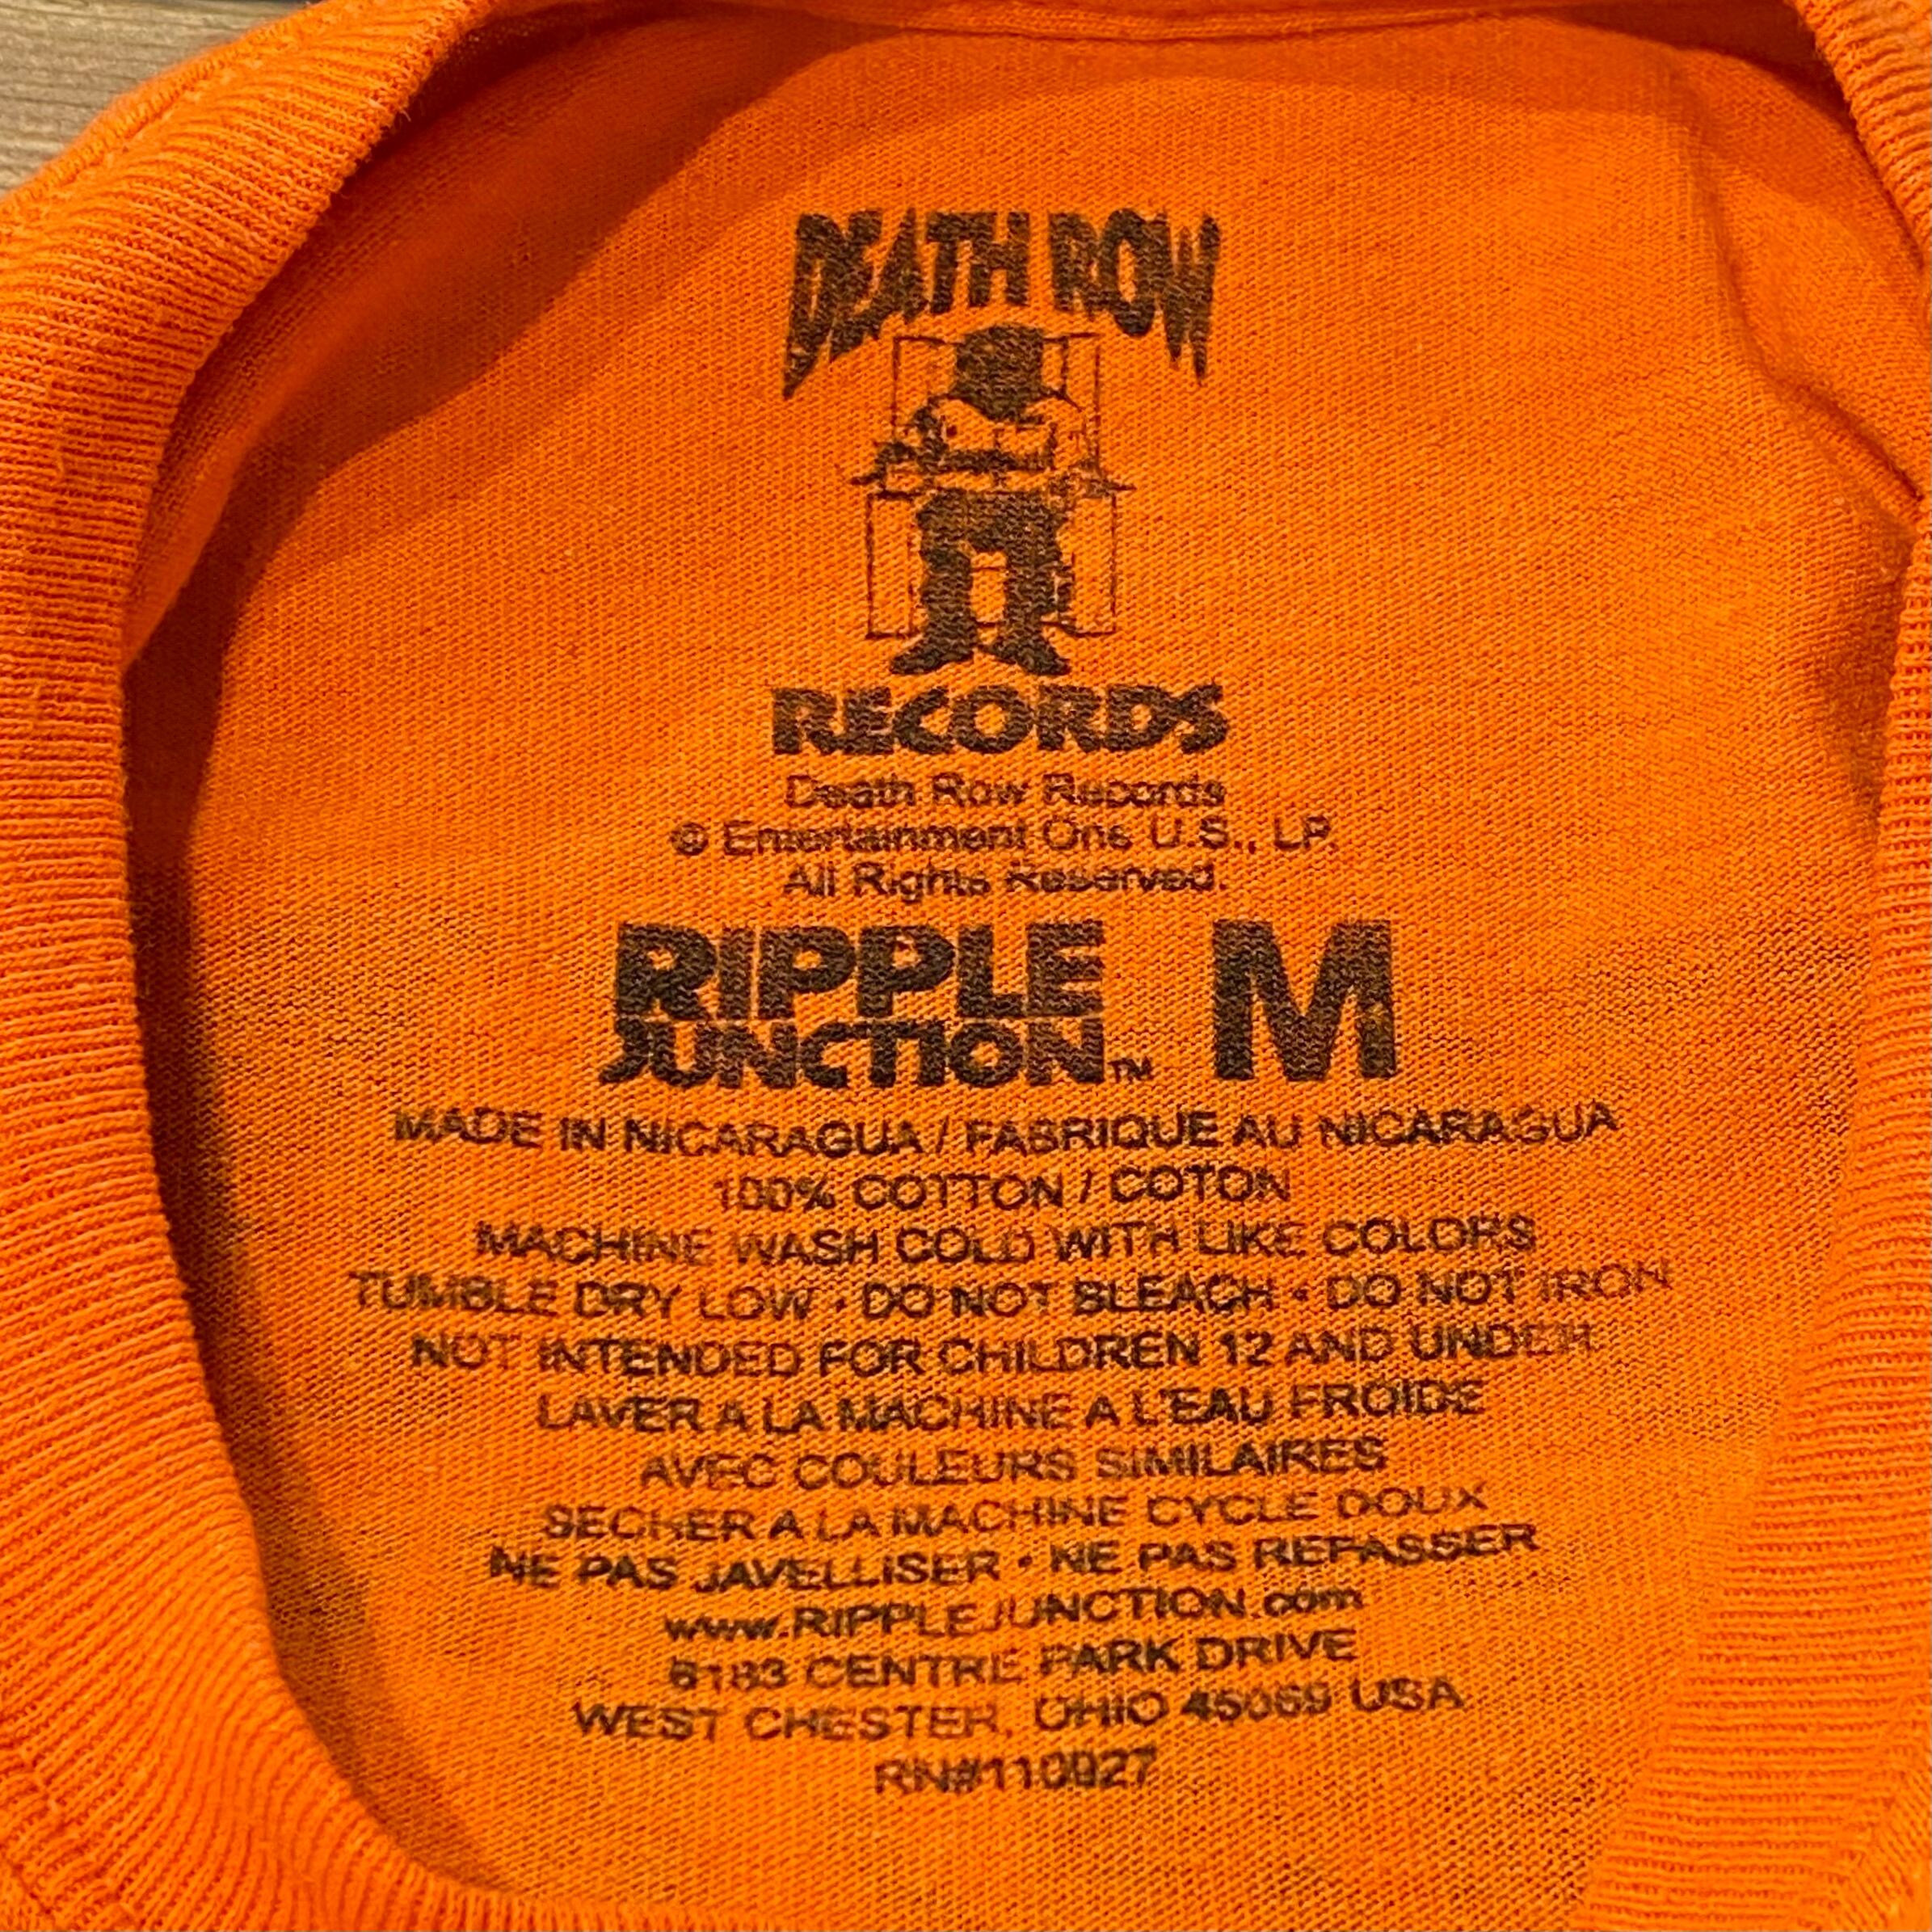 DEATH ROW
RECORDS
Death Row Records
© Entertainment One U.S., LP.
All Rights Reserved.
RIPPLE
JUNCTION™ M
MADE IN NICARAGUA / FABRIQUE AU NICARAGUA
100% COTTON / COTON
MACHINE WASH COLD WITH LIKE COLORS
TUMBLE DRY LOW • DO NOT BLEACH • DO NOT IRON
NOT INTENDED FOR CHILDREN 12 AND UNDER
LAVER A LA MACHINE A L'EAU FROIDE
AVEC COULEURS SIMILAIRES
SECHER A LA MACHINE CYCLE DOUX
NE PAS JAVELLISER • NE PAS REPASSER
www.RIPPLEJUNCTION.com
CENTRE PARK DRIVE
WEST CHESTER, OHIO 45069 USA